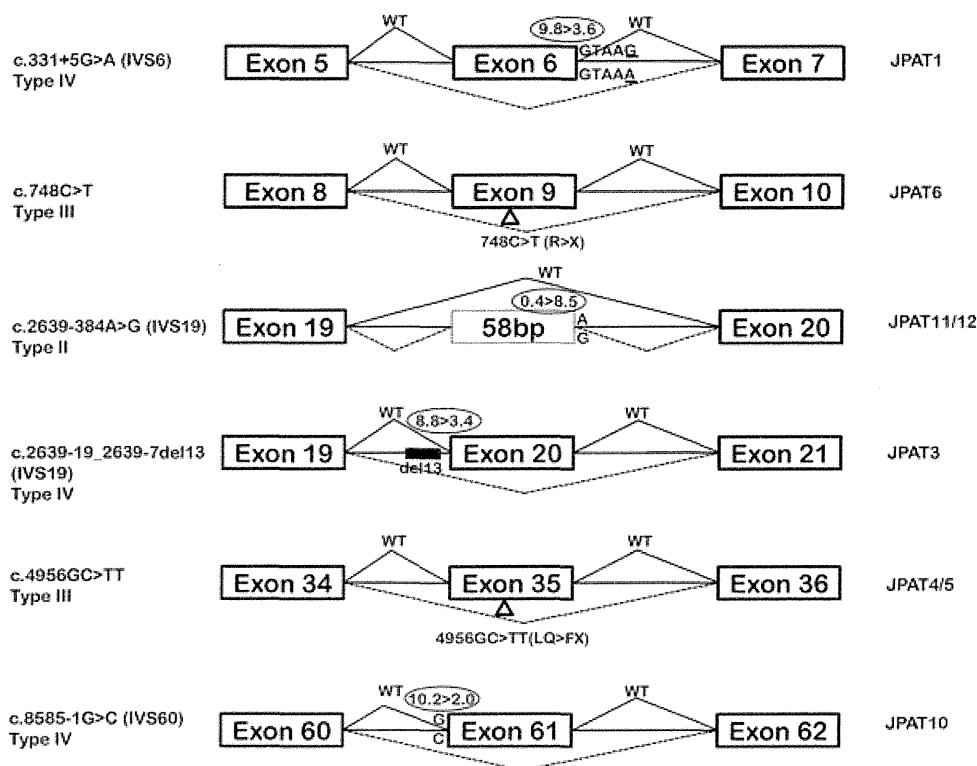 WT 9.8>3.6 WT
c.331+5G>A (IVS6) Exon 5 Exon 6 GTAAG Exon 7 JPAT1
Type IV GTAAA
WT WT
c.748C>T Exon 8 Exon 9 Exon 10 JPAT6
Type III
748C>T (R>X)
WT
0.4>8.5
c.2639-384A>G (IVS19) Exon 19 58bp A Exon 20 JPAT11/12
Type II G
WT 8.8>3.4 WT
c.2639-19_2639-7del13 Exon 19 Exon 20 Exon 21 JPAT3
(IVS19) del13
Type IV
WT WT
c.4956GC>TT Exon 34 Exon 35 Exon 36 JPAT4/5
Type III
4956GC>TT(LQ>FX)
WT 10.2>2.0 WT
c.8585-1G>C (IVS60) Exon 60 G Exon 61 Exon 62 JPAT10
Type IV C